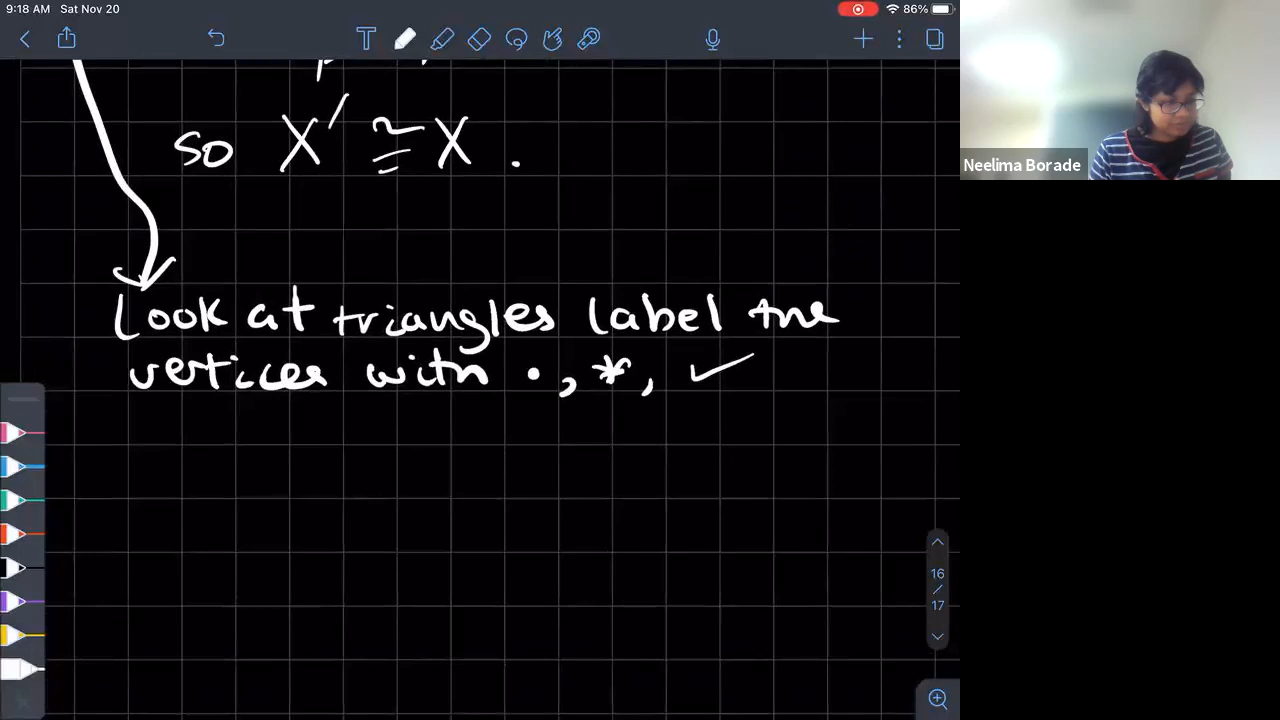 9:18 AM Sat Nov 20
86%
T
so X′ ≅ X .
Neelima Borade
Look at triangles label the
vertices with •, *, ✓
16
/
17